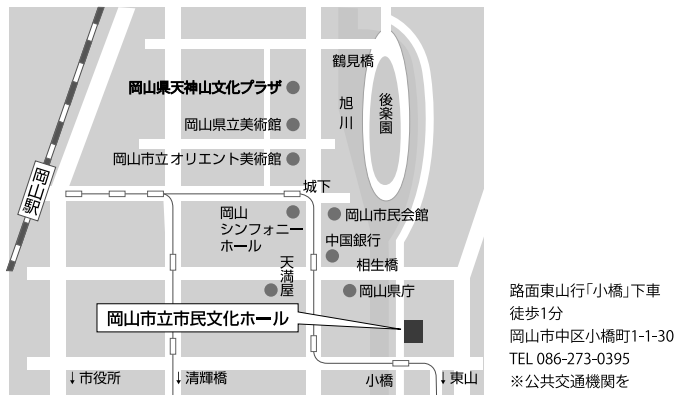 鶴見橋
岡山県天神山文化プラザ
旭川
後楽園
岡山県立美術館
岡山市立オリエント美術館
岡山駅
城下
岡山
シンフォニー
ホール
岡山市民会館
中国銀行
天満屋
相生橋
岡山県庁
岡山市立市民文化ホール
↓市役所
↓清輝橋
小橋
↓東山
路面東山行「小橋」下車
徒歩1分
岡山市中区小橋町1-1-30
TEL 086-273-0395
※公共交通機関を